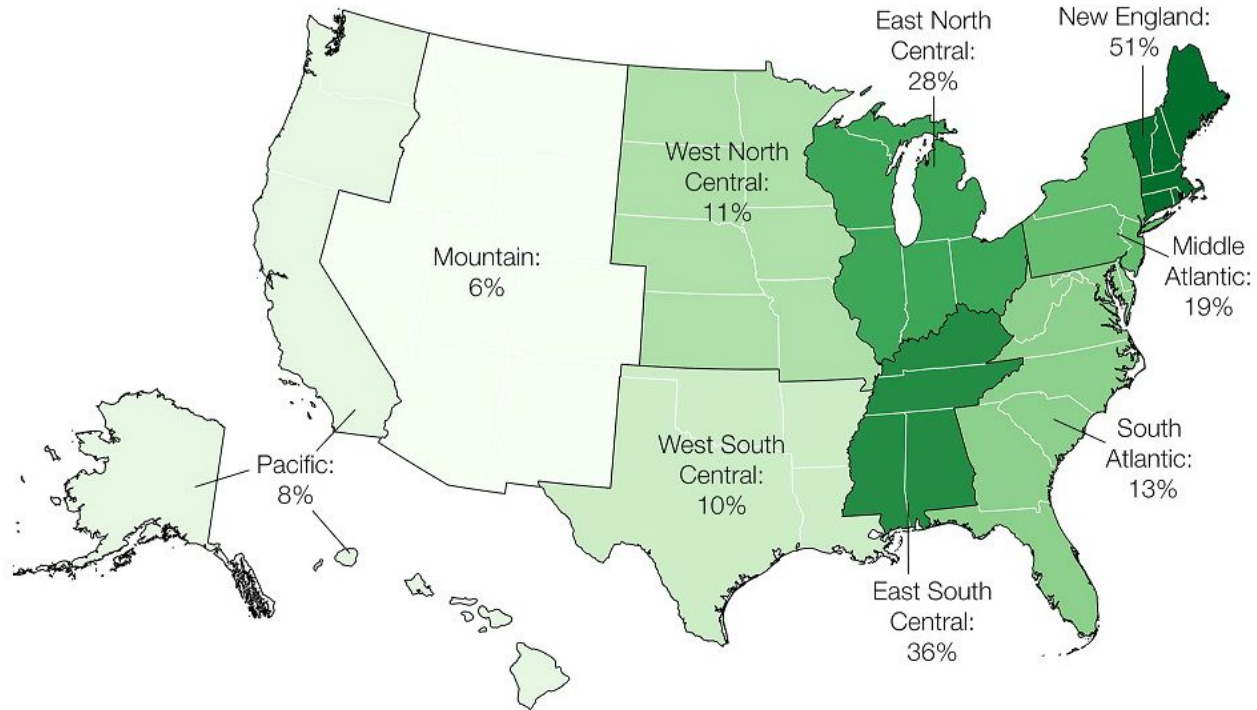 East North
Central:
28%
New England:
51%
West North
Central:
11%
Mountain:
6%
Middle
Atlantic:
19%
West South
Central:
10%
South
Atlantic:
13%
Pacific:
8%
East South
Central:
36%